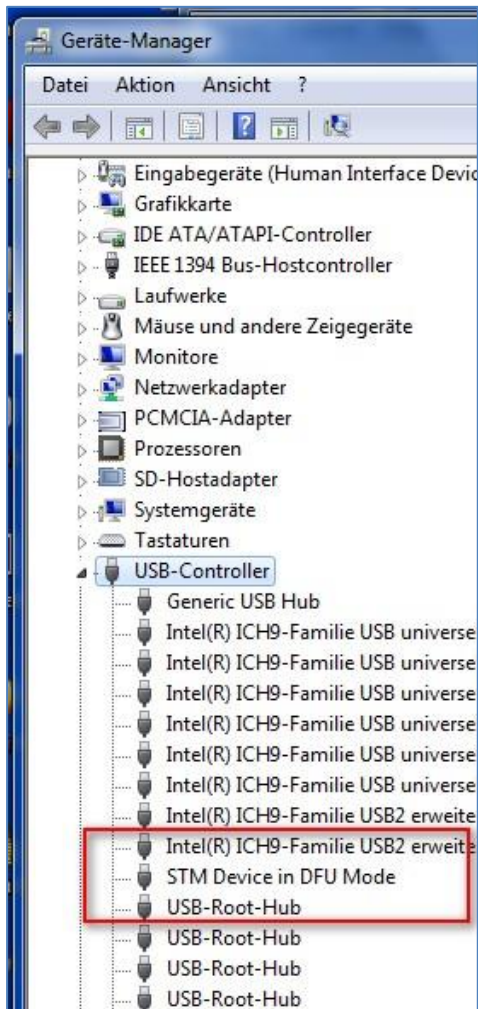 Geräte-Manager
Datei Aktion Ansicht ?
Eingabegeräte (Human Interface Devic
Grafikkarte
IDE ATA/ATAPI-Controller
IEEE 1394 Bus-Hostcontroller
Laufwerke
Mäuse und andere Zeigegeräte
Monitore
Netzwerkadapter
PCMCIA-Adapter
Prozessoren
SD-Hostadapter
Systemgeräte
Tastaturen
USB-Controller
Generic USB Hub
Intel(R) ICH9-Familie USB universe
Intel(R) ICH9-Familie USB universe
Intel(R) ICH9-Familie USB universe
Intel(R) ICH9-Familie USB universe
Intel(R) ICH9-Familie USB universe
Intel(R) ICH9-Familie USB universe
Intel(R) ICH9-Familie USB2 erweite
Intel(R) ICH9-Familie USB2 erweite
STM Device in DFU Mode
USB-Root-Hub
USB-Root-Hub
USB-Root-Hub
USB-Root-Hub